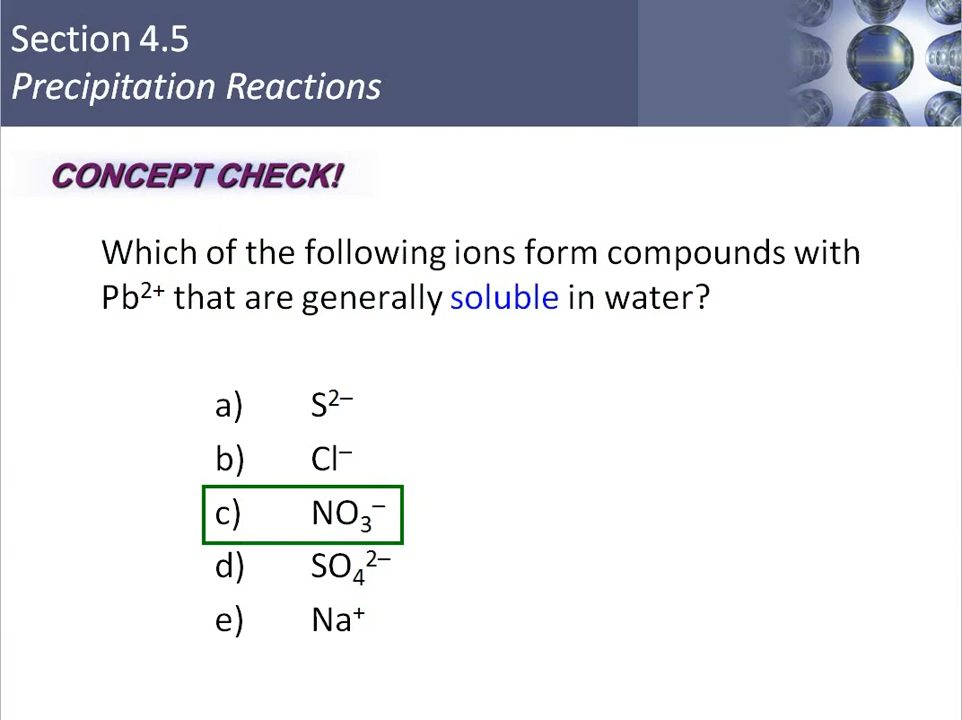 Section 4.5
Precipitation Reactions
CONCEPT CHECK!
Which of the following ions form compounds with
Pb²⁺ that are generally soluble in water?
a) S²⁻
b) Cl⁻
c) NO₃⁻
d) SO₄²⁻
e) Na⁺